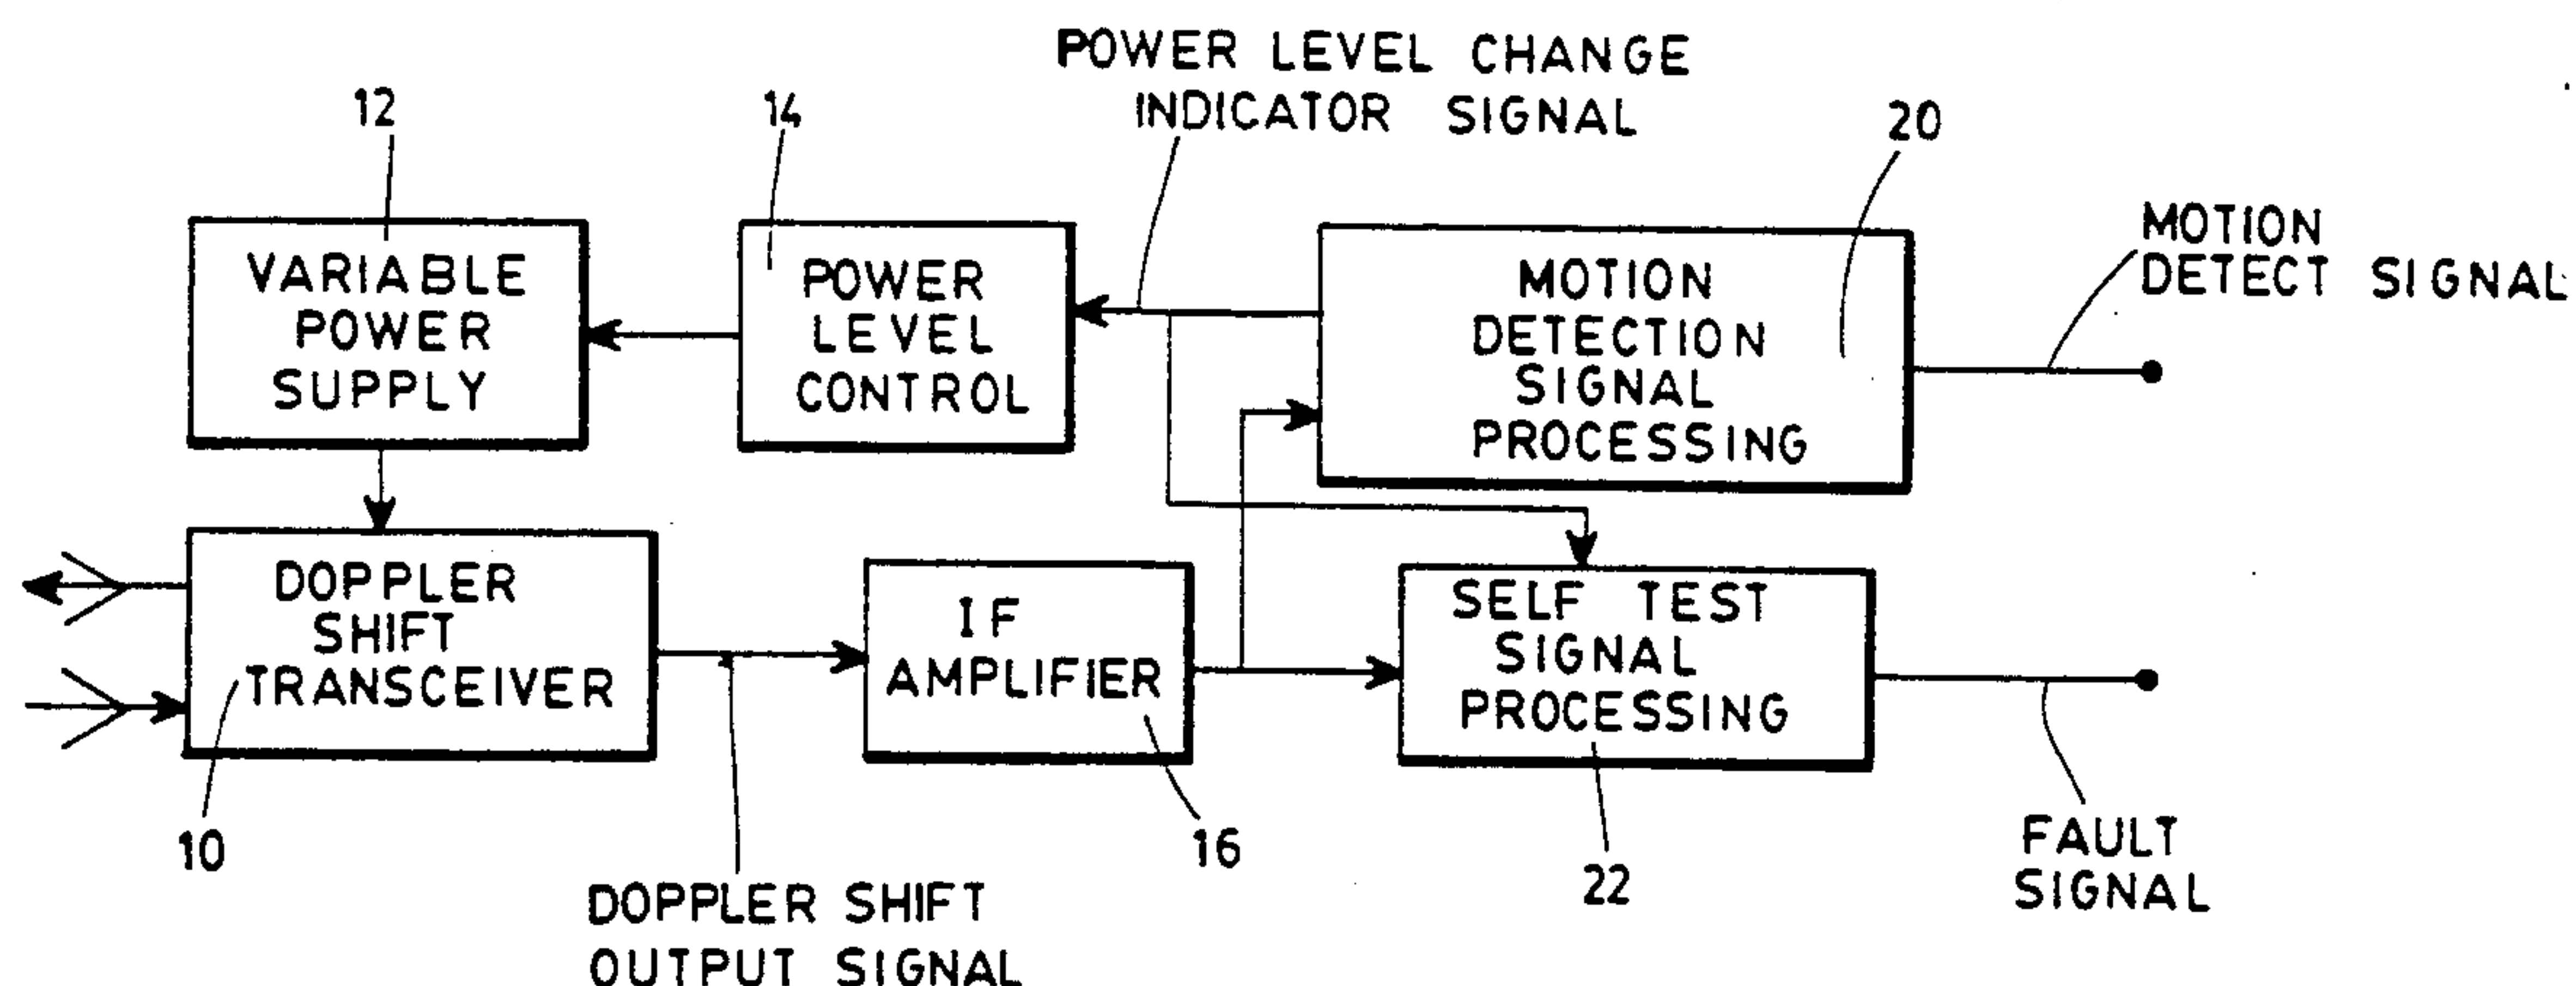 POWER LEVEL CHANGE
INDICATOR SIGNAL
12
14
20
VARIABLE
POWER
SUPPLY
POWER
LEVEL
CONTROL
MOTION
DETECTION
SIGNAL
PROCESSING
MOTION
DETECT SIGNAL
DOPPLER
SHIFT
TRANSCEIVER
IF
AMPLIFIER
SELF TEST
SIGNAL
PROCESSING
10
16
22
DOPPLER SHIFT
OUTPUT SIGNAL
FAULT
SIGNAL